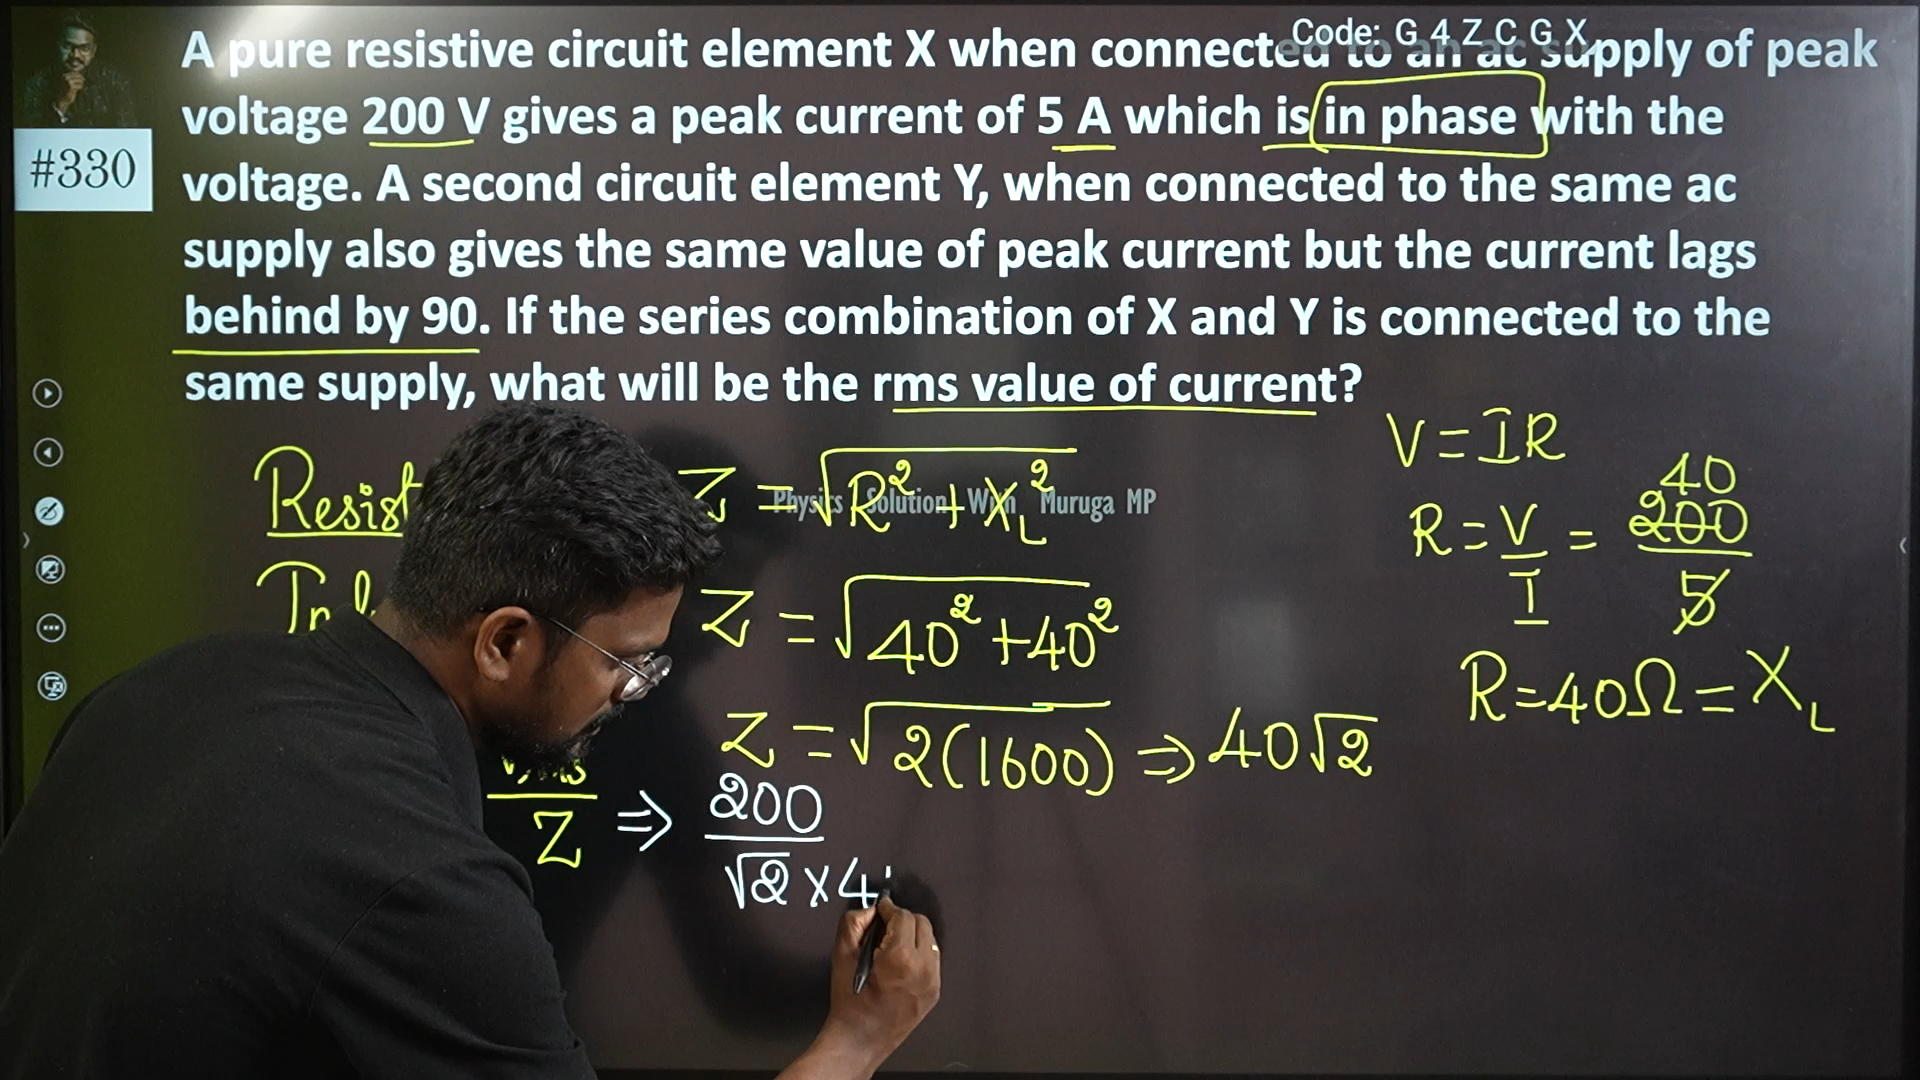 Code: G 4 Z C G X
A pure resistive circuit element X when connected to an ac supply of peak
voltage 200 V gives a peak current of 5 A which is in phase with the
#330
voltage. A second circuit element Y, when connected to the same ac
supply also gives the same value of peak current but the current lags
behind by 90. If the series combination of X and Y is connected to the
same supply, what will be the rms value of current?
V = IR
Resist
Z = √R² + X_L²
Physics Solution With Muruga MP
R = V/I = 200/5
40
Z = √40² + 40²
R = 40Ω = X_L
Z = √2(1600) ⇒ 40√2
Z ⇒ 200
√2 × 4